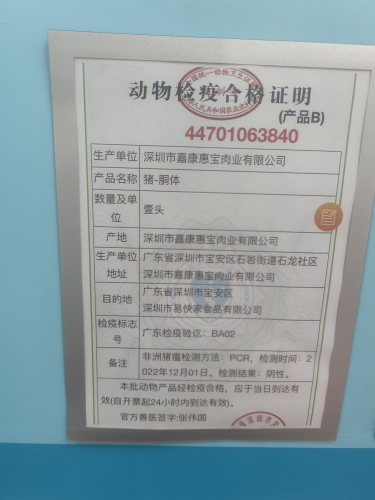 动物检疫合格证明
(产品B)
44701063840
生产单位 深圳市嘉康惠宝肉业有限公司
产品名称 猪-胴体
数量及单
位
壹头
产地 深圳市嘉康惠宝肉业有限公司
生产单位
地址
广东省深圳市宝安区石岩街道石龙社区
深圳市嘉康惠宝肉业有限公司
目的地
广东省深圳市宝安区
深圳市易快家食品有限公司
检疫标志
号
广东检疫验讫：BA02
备注
非洲猪瘟检测方法：PCR，检测时间：2
022年12月01日。检测结果：阴性。
本批动物产品经检疫合格，应于当日到达有
效(自开票起24小时内到达有效)
官方兽医签字:张伟国